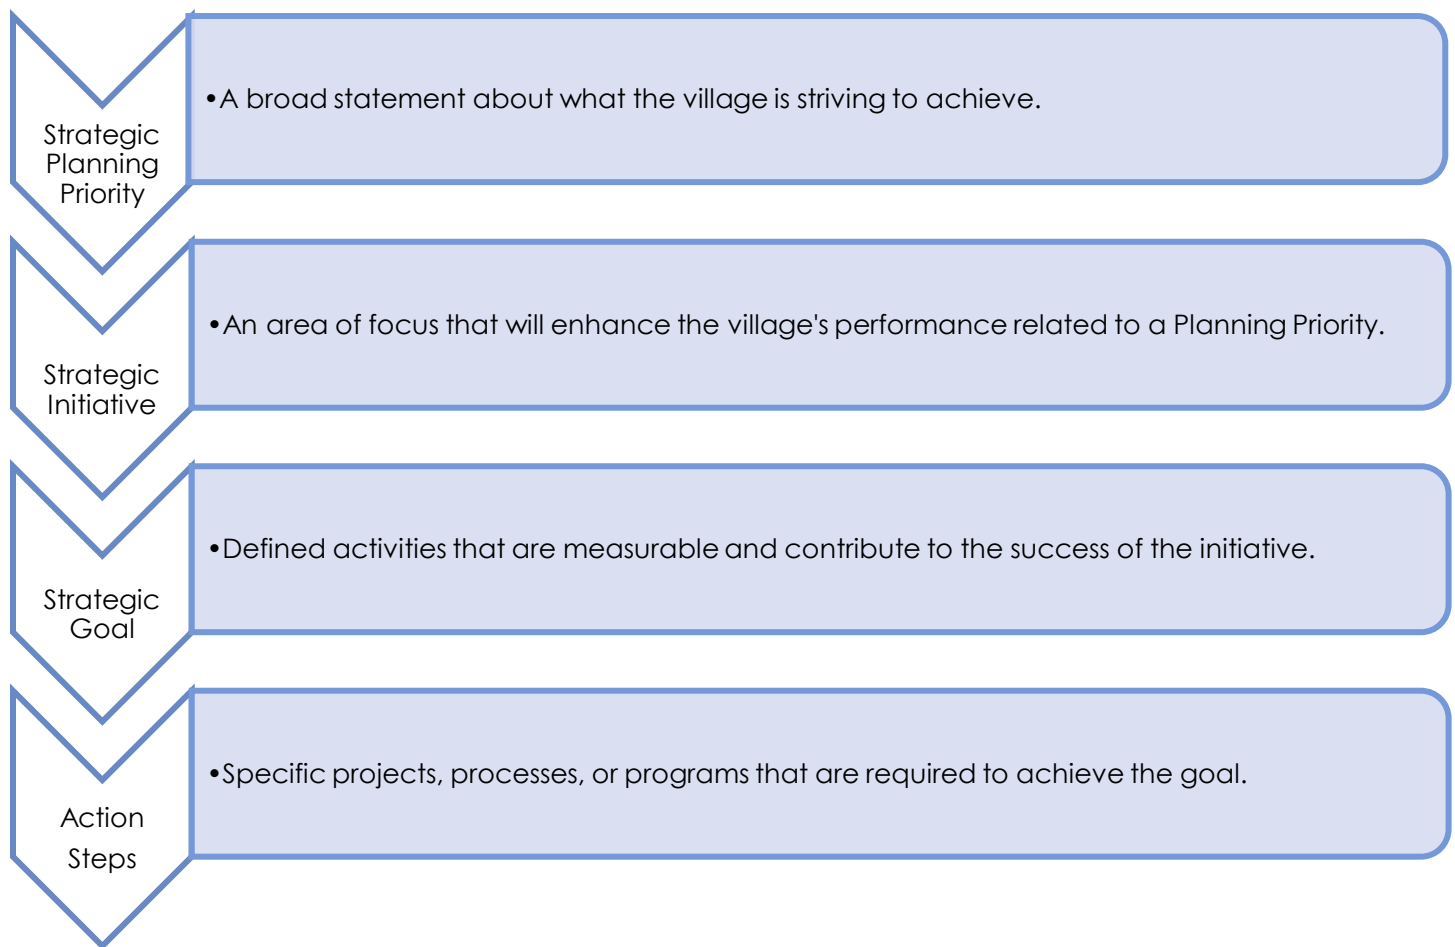 Strategic
Planning
Priority
•A broad statement about what the village is striving to achieve.
Strategic
Initiative
•An area of focus that will enhance the village's performance related to a Planning Priority.
Strategic
Goal
•Defined activities that are measurable and contribute to the success of the initiative.
Action
Steps
•Specific projects, processes, or programs that are required to achieve the goal.